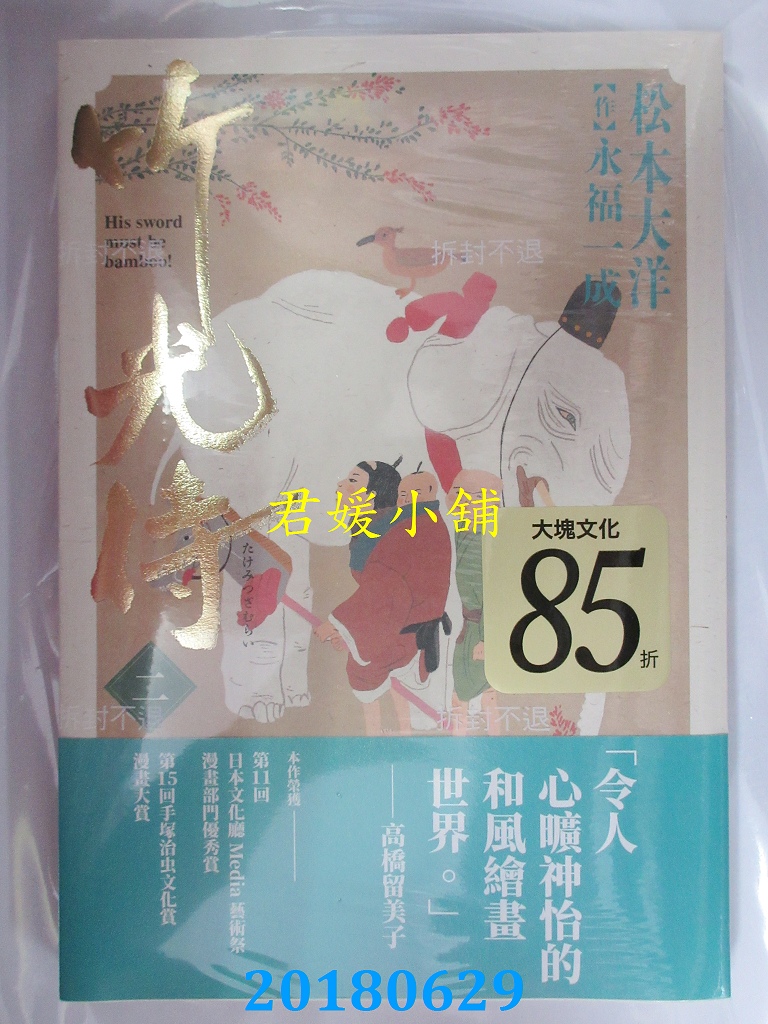 松本大洋
【作】永福一成
竹光侍
His sword
must be
bamboo!
拆封不退
拆封不退
たけみつざむらい
君媛小舖
大塊文化
85折
二
拆封不退
拆封不退
「令人
心曠神怡的
和風繪畫
世界。」
——高橋留美子
本作榮獲——
第11回
日本文化廳 Media 藝術祭
漫畫部門優秀賞
第15回手塚治虫文化賞
漫畫大賞
20180629